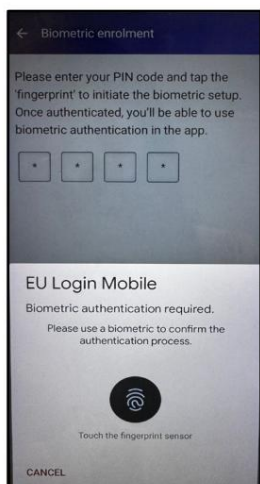 ← Biometric enrolment
Please enter your PIN code and tap the
'fingerprint' to initiate the biometric setup.
Once authenticated, you'll be able to use
biometric authentication in the app.
* * * *
EU Login Mobile
Biometric authentication required.
Please use a biometric to confirm the
authentication process.
Touch the fingerprint sensor
CANCEL